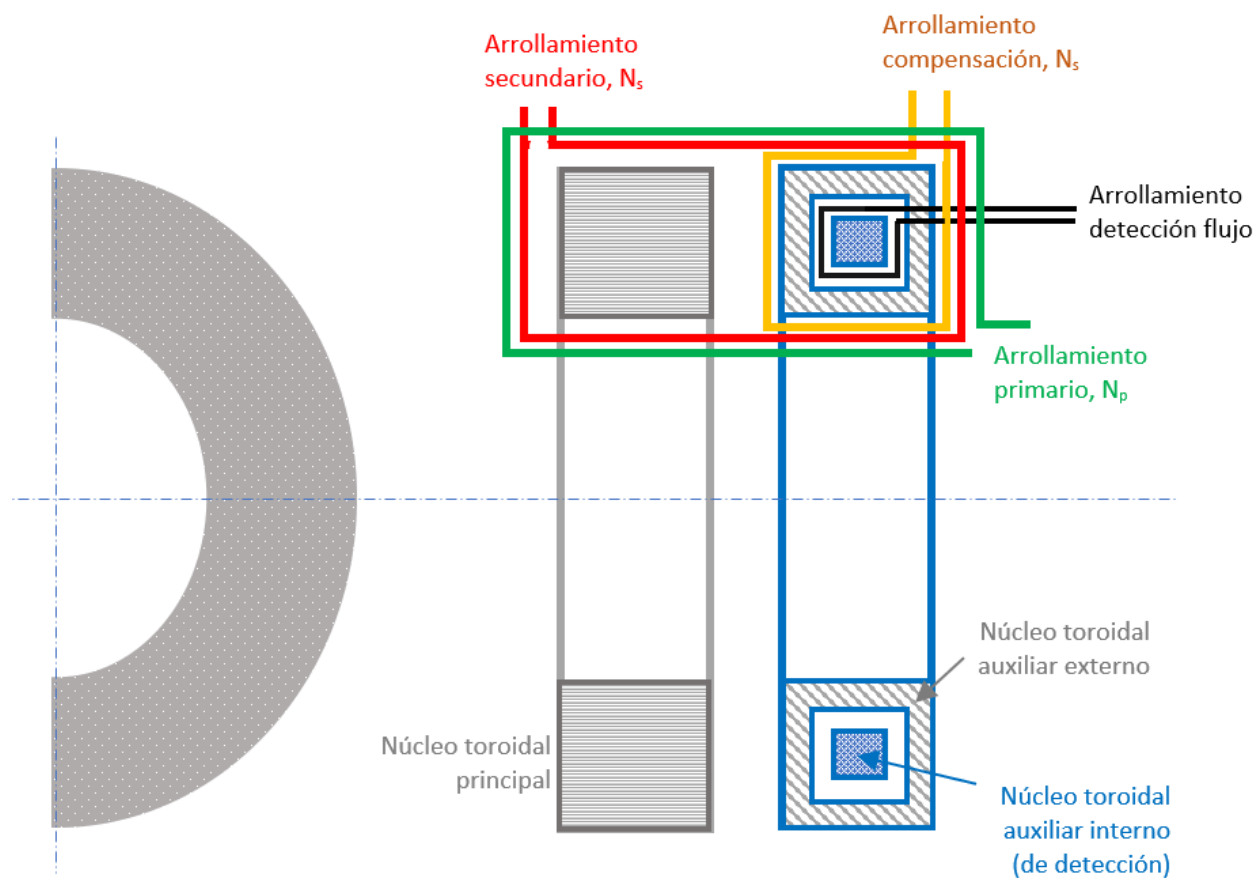 Arrollamiento
secundario, Nₛ
Arrollamiento
compensación, Nₛ
Arrollamiento
detección flujo
Arrollamiento
primario, Nₚ
Núcleo toroidal
auxiliar externo
Núcleo toroidal
principal
Núcleo toroidal
auxiliar interno
(de detección)